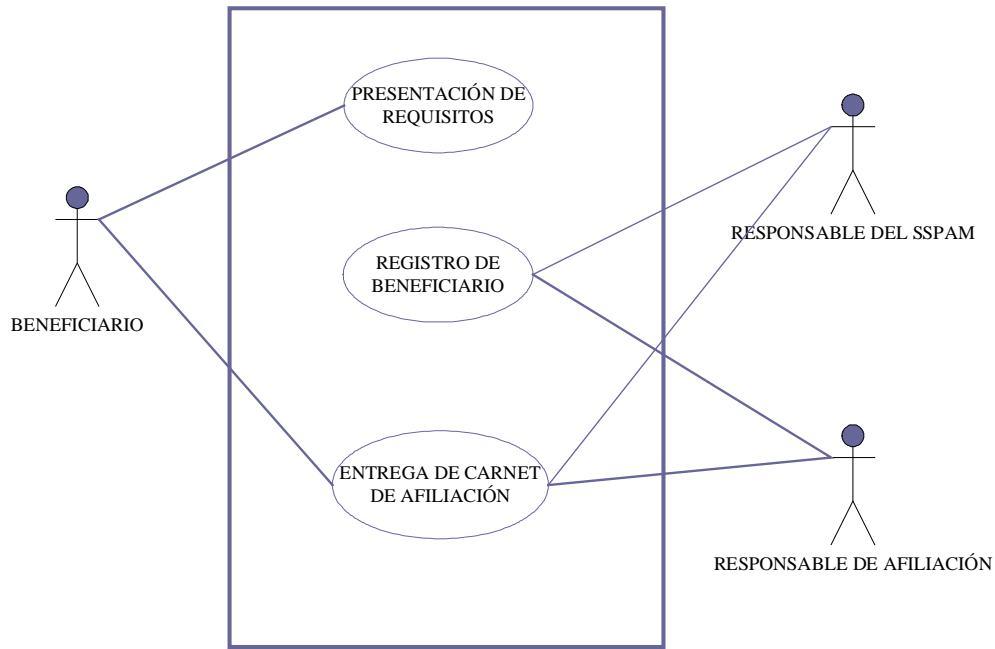 PRESENTACIÓN DE
REQUISITOS
REGISTRO DE
BENEFICIARIO
ENTREGA DE CARNET
DE AFILIACIÓN
BENEFICIARIO
RESPONSABLE DEL SSPAM
RESPONSABLE DE AFILIACIÓN